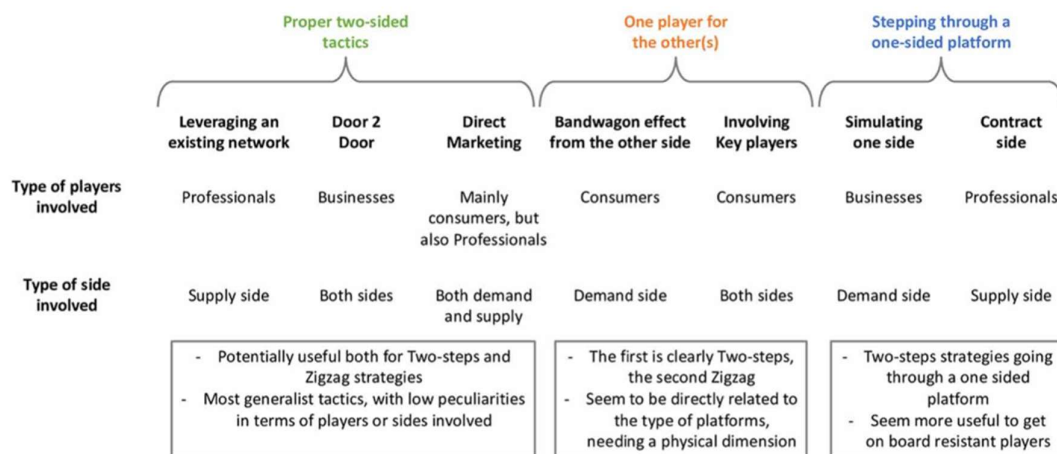 Proper two-sided
tactics
One player for
the other(s)
Stepping through a
one-sided platform
Leveraging an
existing network
Door 2
Door
Direct
Marketing
Bandwagon effect
from the other side
Involving
Key players
Simulating
one side
Contract
side
Type of players
involved
Professionals
Businesses
Mainly
consumers, but
also Professionals
Consumers
Consumers
Businesses
Professionals
Type of side
involved
Supply side
Both sides
Both demand
and supply
Demand side
Both sides
Demand side
Supply side
- Potentially useful both for Two-steps and
Zigzag strategies
- Most generalist tactics, with low peculiarities
in terms of players or sides involved
- The first is clearly Two-steps,
the second Zigzag
- Seem to be directly related to
the type of platforms,
needing a physical dimension
- Two-steps strategies going
through a one sided
platform
- Seem more useful to get
on board resistant players